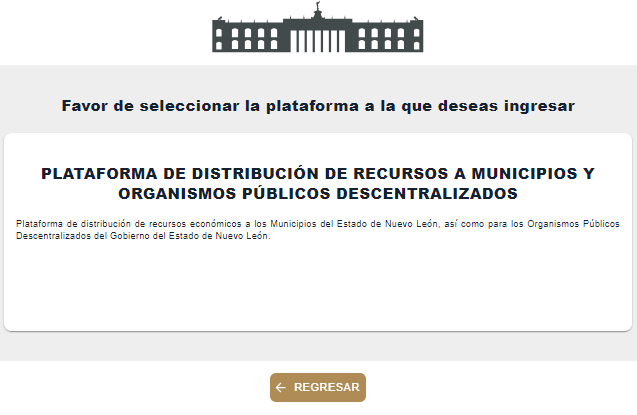 Favor de seleccionar la plataforma a la que deseas ingresar
PLATAFORMA DE DISTRIBUCIÓN DE RECURSOS A MUNICIPIOS Y
ORGANISMOS PÚBLICOS DESCENTRALIZADOS
Plataforma de distribución de recursos económicos a los Municipios del Estado de Nuevo León, así como para los Organismos Públicos
Descentralizados del Gobierno del Estado de Nuevo León.
REGRESAR